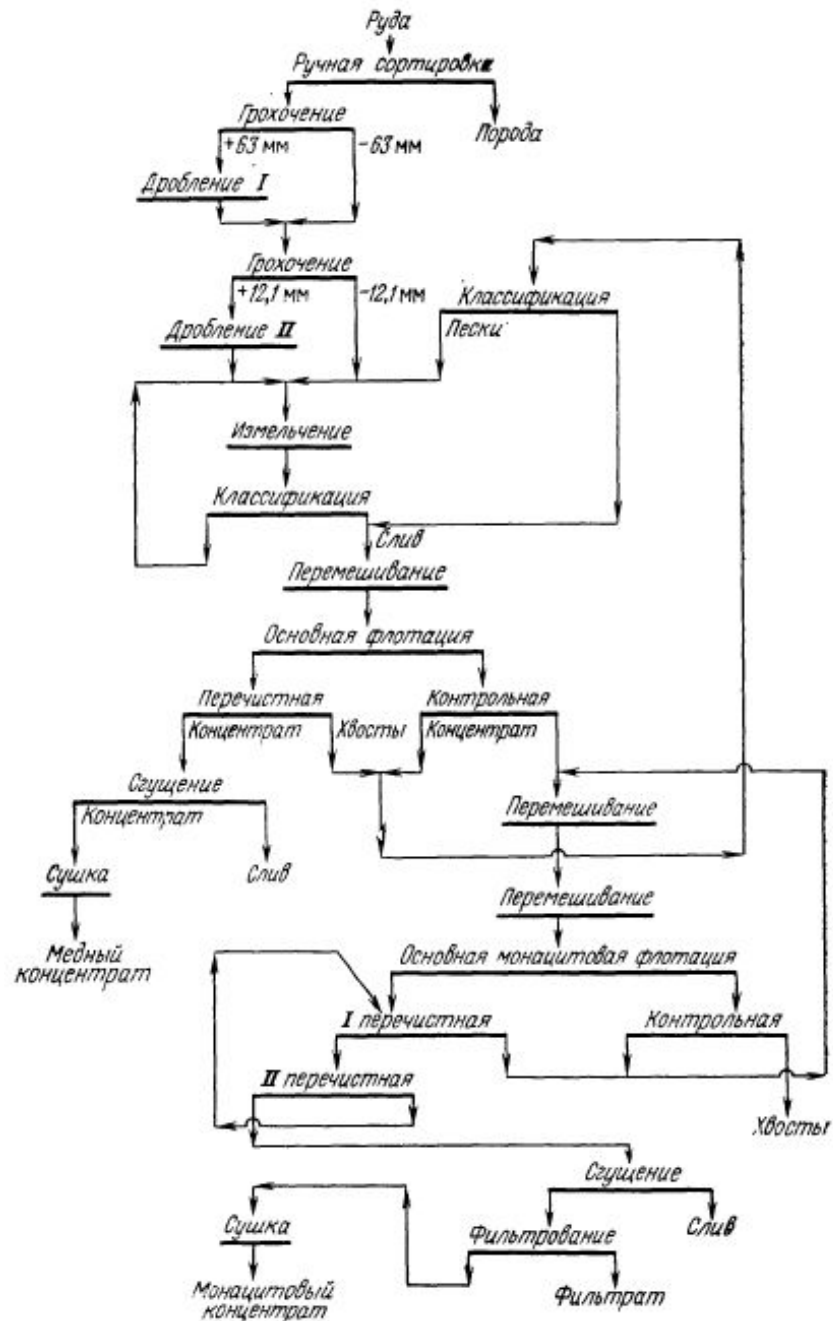 Руда
Ручная сортировка
Грохочение
Порода
+63 мм
-63 мм
Дробление I
Грохочение
+12,1 мм
-12,1 мм
Классификация
Пески
Дробление II
Измельчение
Классификация
Слив
Перемешивание
Основная флотация
Перечистная
Контрольная
Концентрат
Хвосты
Концентрат
Сгущение
Концентрат
Перемешивание
Сушка
Слив
Перемешивание
Медный
концентрат
Основная монацитовая флотация
I перечистная
Контрольная
II перечистная
Хвосты
Сгущение
Сушка
Фильтрование
Слив
Монацитовый
концентрат
Фильтрат